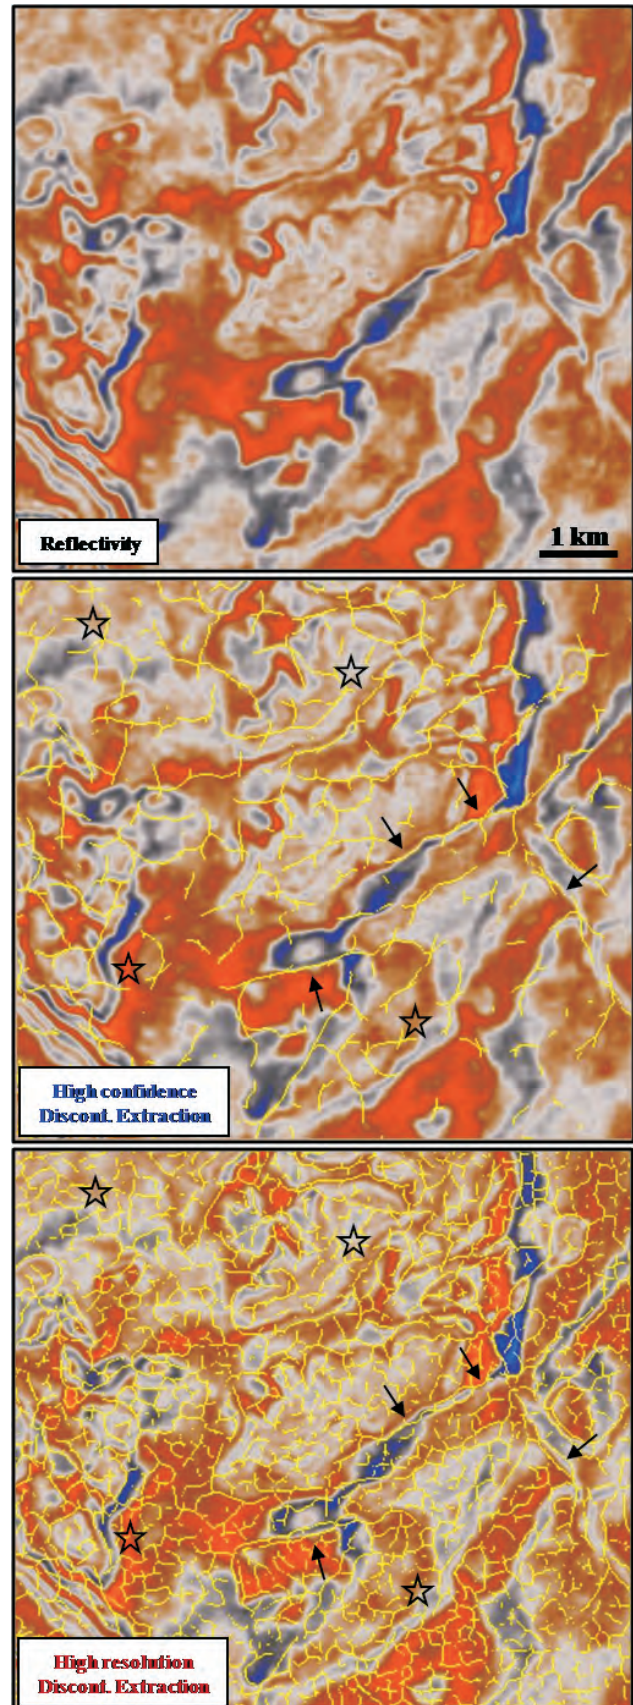 Reflectivity
1 km
High confidence
Discont. Extraction
High resolution
Discont. Extraction